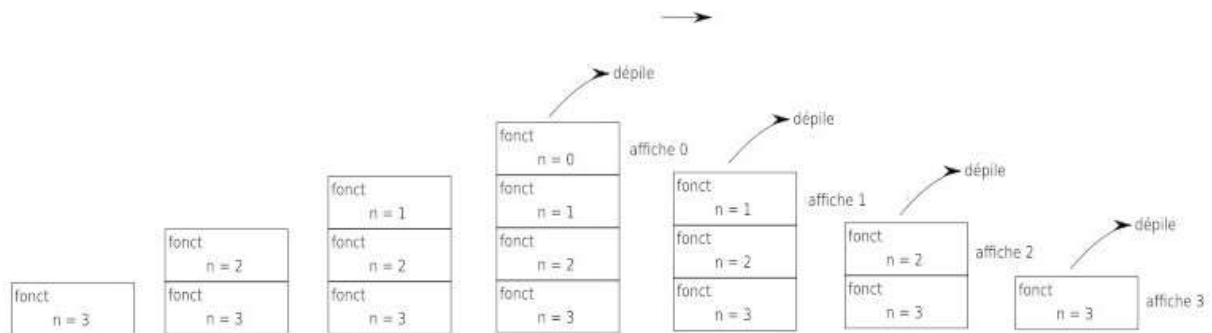 fonct
n = 3
fonct
n = 2
fonct
n = 3
fonct
n = 1
fonct
n = 2
fonct
n = 3
dépile
fonct
n = 0
affiche 0
fonct
n = 1
fonct
n = 2
fonct
n = 3
dépile
fonct
n = 1
affiche 1
fonct
n = 2
fonct
n = 3
dépile
fonct
n = 2
affiche 2
fonct
n = 3
dépile
fonct
n = 3
affiche 3